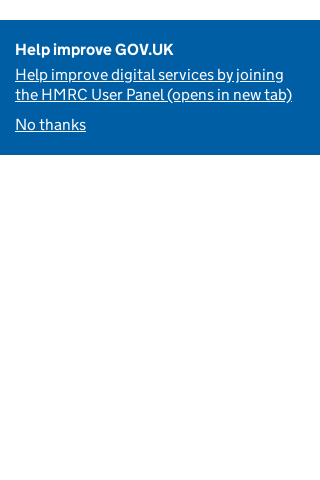 Help improve GOV.UK
Help improve digital services by joining
the HMRC User Panel (opens in new tab)
No thanks